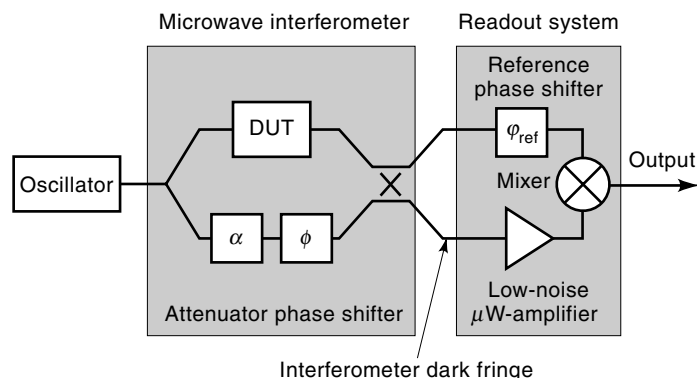 Microwave interferometer
Readout system
Reference
phase shifter
DUT
φref
Oscillator
Mixer
Output
α
ϕ
Attenuator phase shifter
Low-noise
μW-amplifier
Interferometer dark fringe